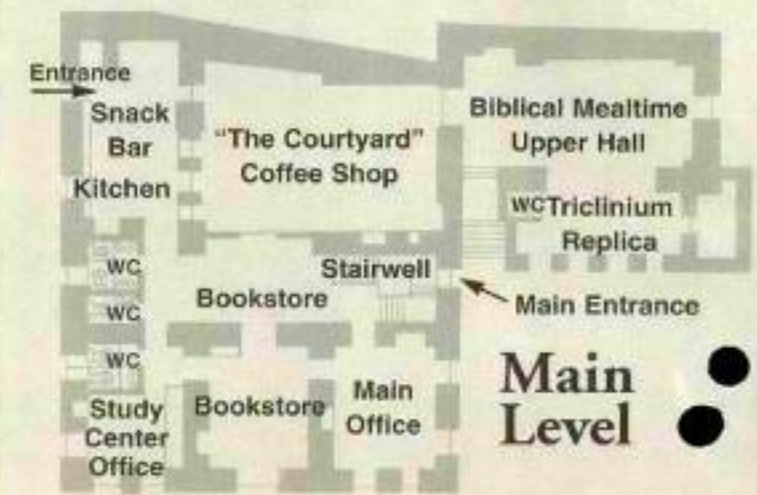 Entrance
Snack
Bar
Kitchen
"The Courtyard"
Coffee Shop
Biblical Mealtime
Upper Hall
WC
Triclinium
Replica
WC
WC
WC
Stairwell
Bookstore
Main Entrance
Study
Center
Office
Bookstore
Main
Office
Main
Level